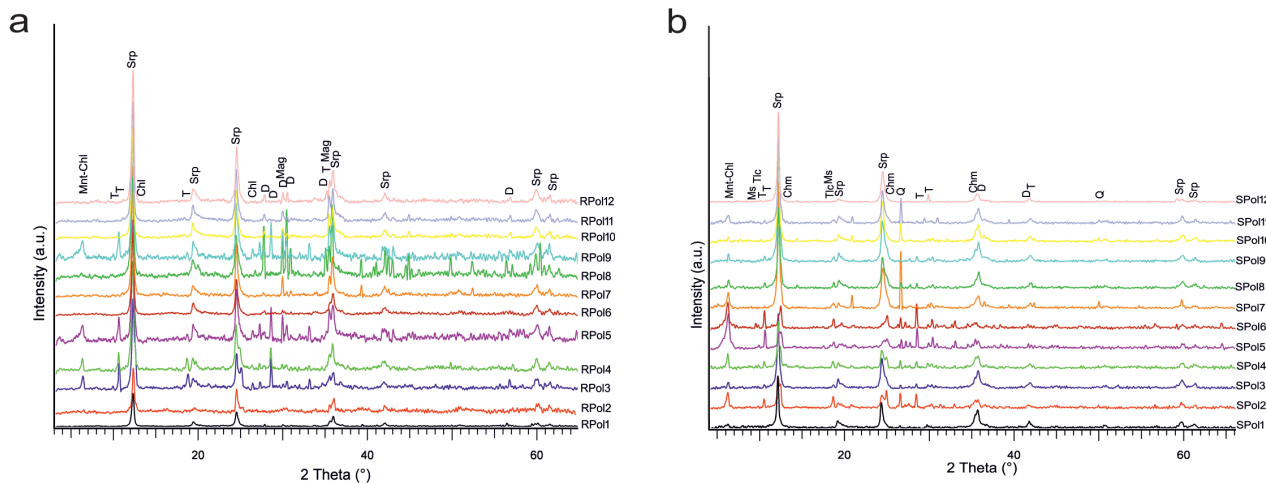 a
Intensity (a.u.)
Mnt-Chl
T
T
Srp
Chl
T
Srp
Srp
Chl
D
D
D
Mag
D
D
T
Mag
Srp
Srp
D
Srp
Srp
RPol12
RPol11
RPol10
RPol9
RPol8
RPol7
RPol6
RPol5
RPol4
RPol3
RPol2
RPol1
20
40
60
2 Theta (°)
b
Intensity (a.u.)
Mnt-Chl
Ms
Tlc
T
T
Srp
Chm
Tlc
Ms
Srp
Srp
Chm
Q
T
T
Chm
D
D
T
Q
Srp
Srp
SPol12
SPol11
SPol10
SPol9
SPol8
SPol7
SPol6
SPol5
SPol4
SPol3
SPol2
SPol1
20
40
60
2 Theta (°)